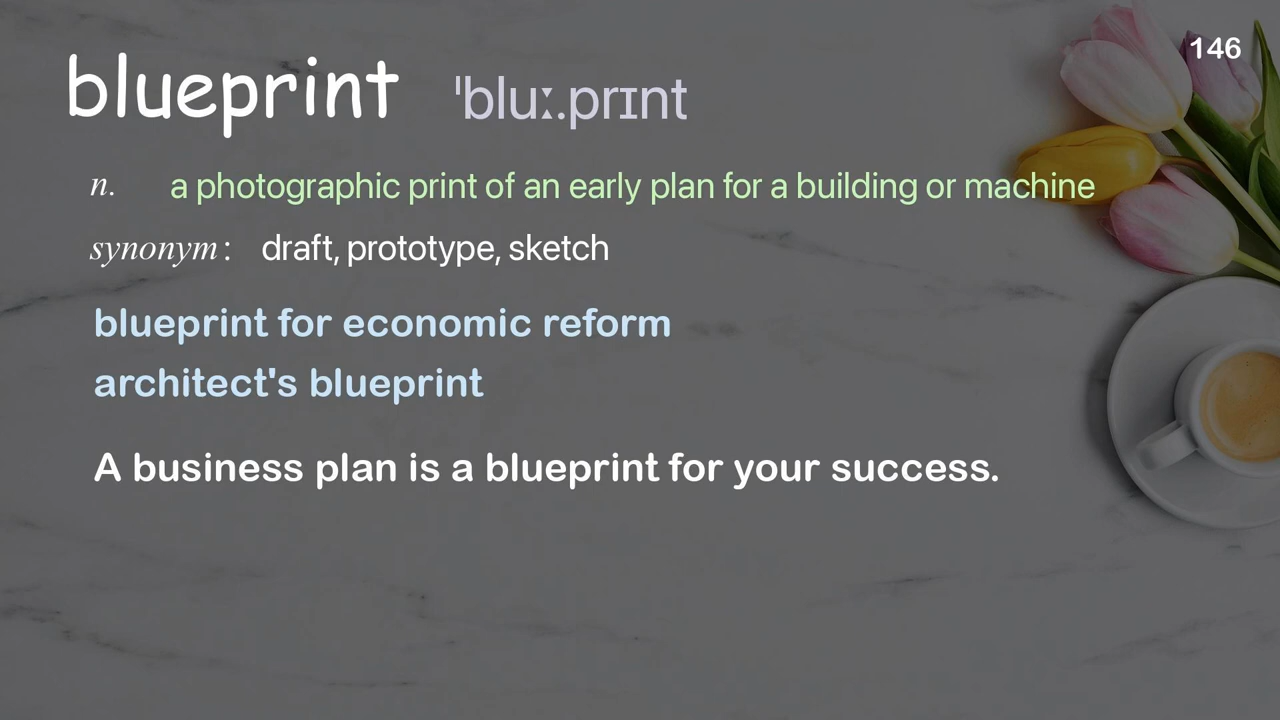 146
blueprint ˈbluː.prɪnt
n. a photographic print of an early plan for a building or machine
synonym: draft, prototype, sketch
blueprint for economic reform
architect's blueprint
A business plan is a blueprint for your success.